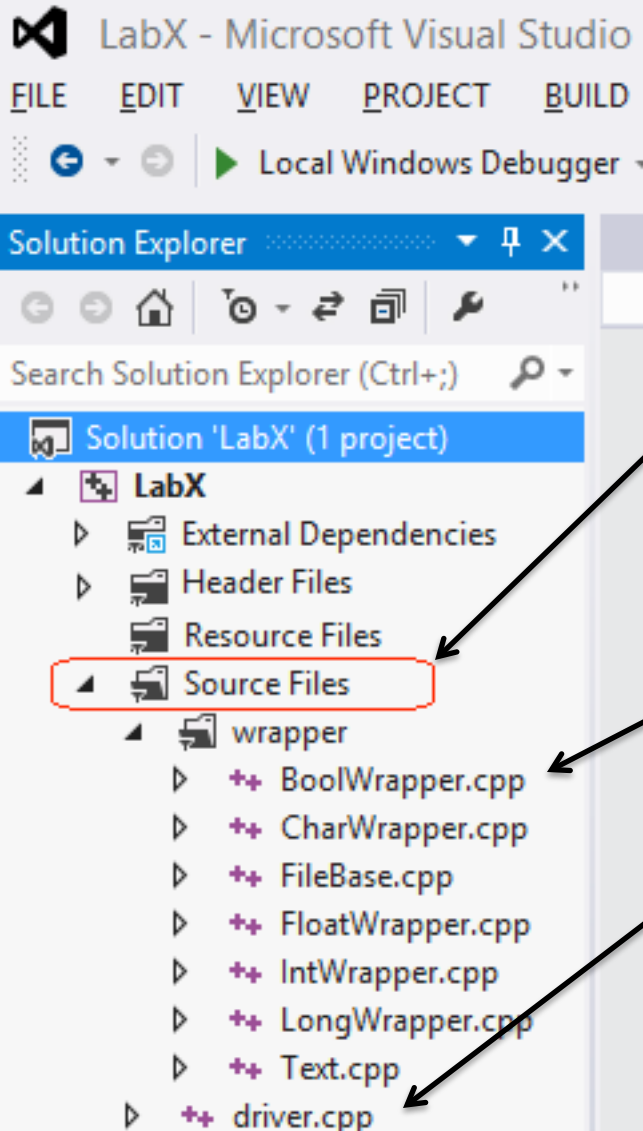 LabX - Microsoft Visual Studio
FILE EDIT VIEW PROJECT BUILD
Local Windows Debugger
Solution Explorer
Search Solution Explorer (Ctrl+;)
Solution 'LabX' (1 project)
LabX
External Dependencies
Header Files
Resource Files
Source Files
wrapper
BoolWrapper.cpp
CharWrapper.cpp
FileBase.cpp
FloatWrapper.cpp
IntWrapper.cpp
LongWrapper.cpp
Text.cpp
driver.cpp